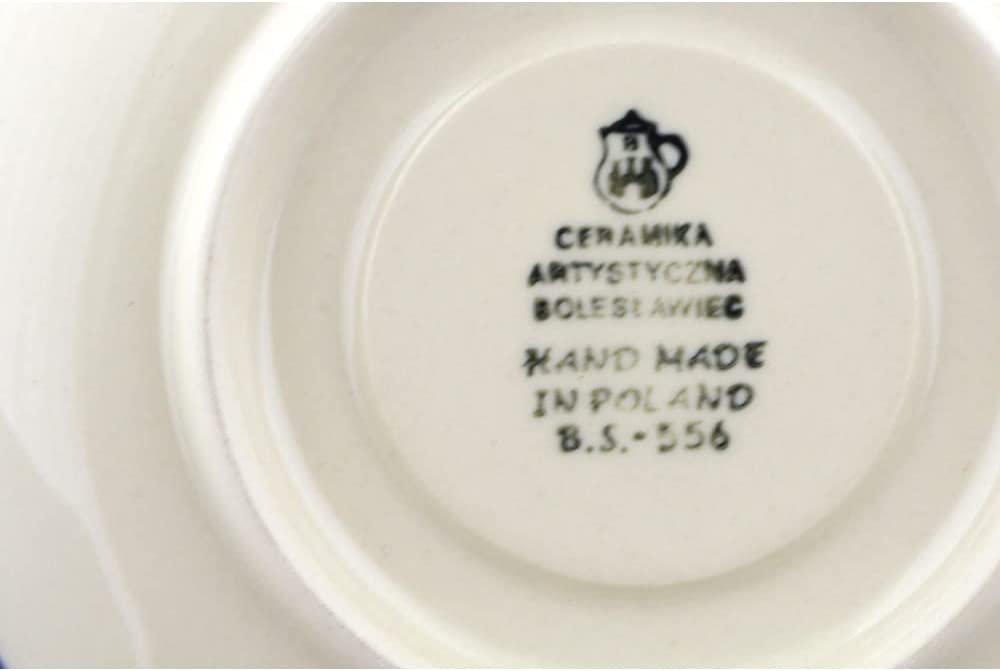 B
CERAMIKA
ARTYSTYCZNA
BOLESŁAWIEC
HAND MADE
IN POLAND
B.S.-556